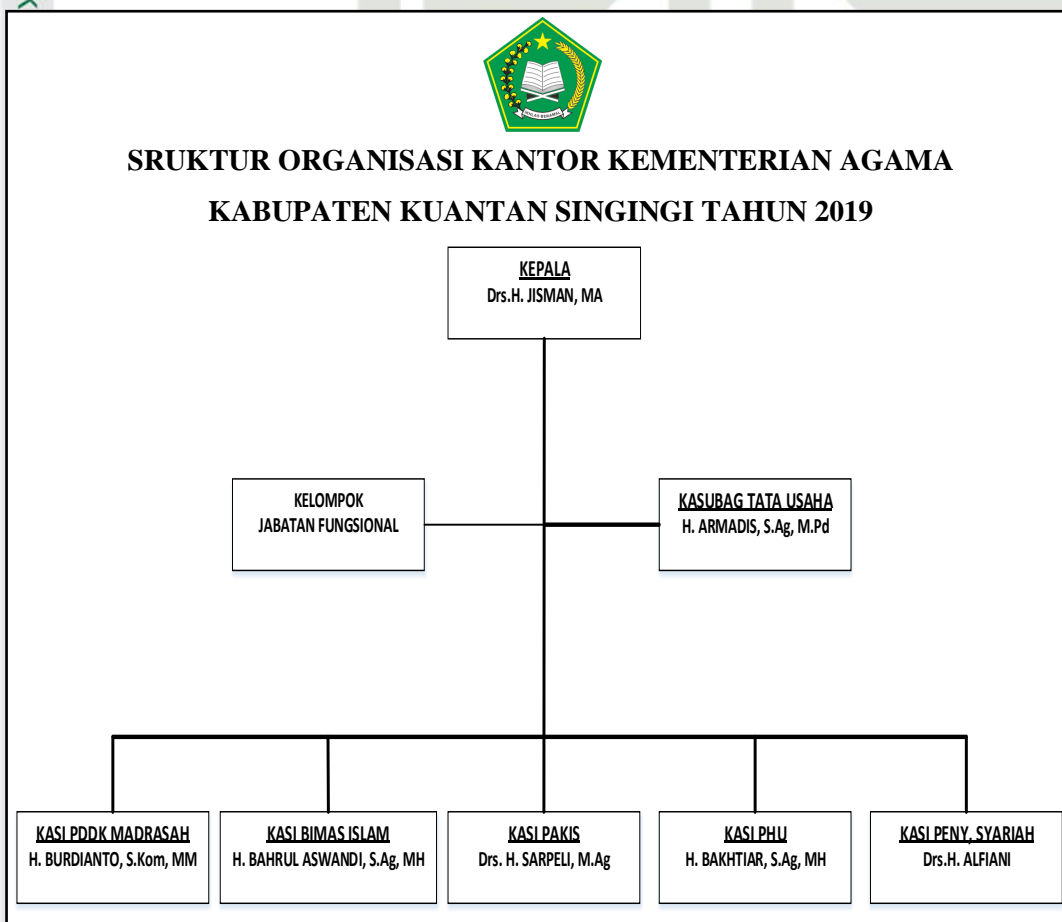 IKHLAS BERAMAL
SRUKTUR ORGANISASI KANTOR KEMENTERIAN AGAMA
KABUPATEN KUANTAN SINGINGI TAHUN 2019
KEPALA
Drs.H. JISMAN, MA
KELOMPOK
JABATAN FUNGSIONAL
KASUBAG TATA USAHA
H. ARMADIS, S.Ag, M.Pd
KASI PDDK MADRASAH
H. BURDIANTO, S.Kom, MM
KASI BIMAS ISLAM
H. BAHRUL ASWANDI, S.Ag, MH
KASI PAKIS
Drs. H. SARPELI, M.Ag
KASI PHU
H. BAKHTIAR, S.Ag, MH
KASI PENY, SYARIAH
Drs.H. ALFIANI